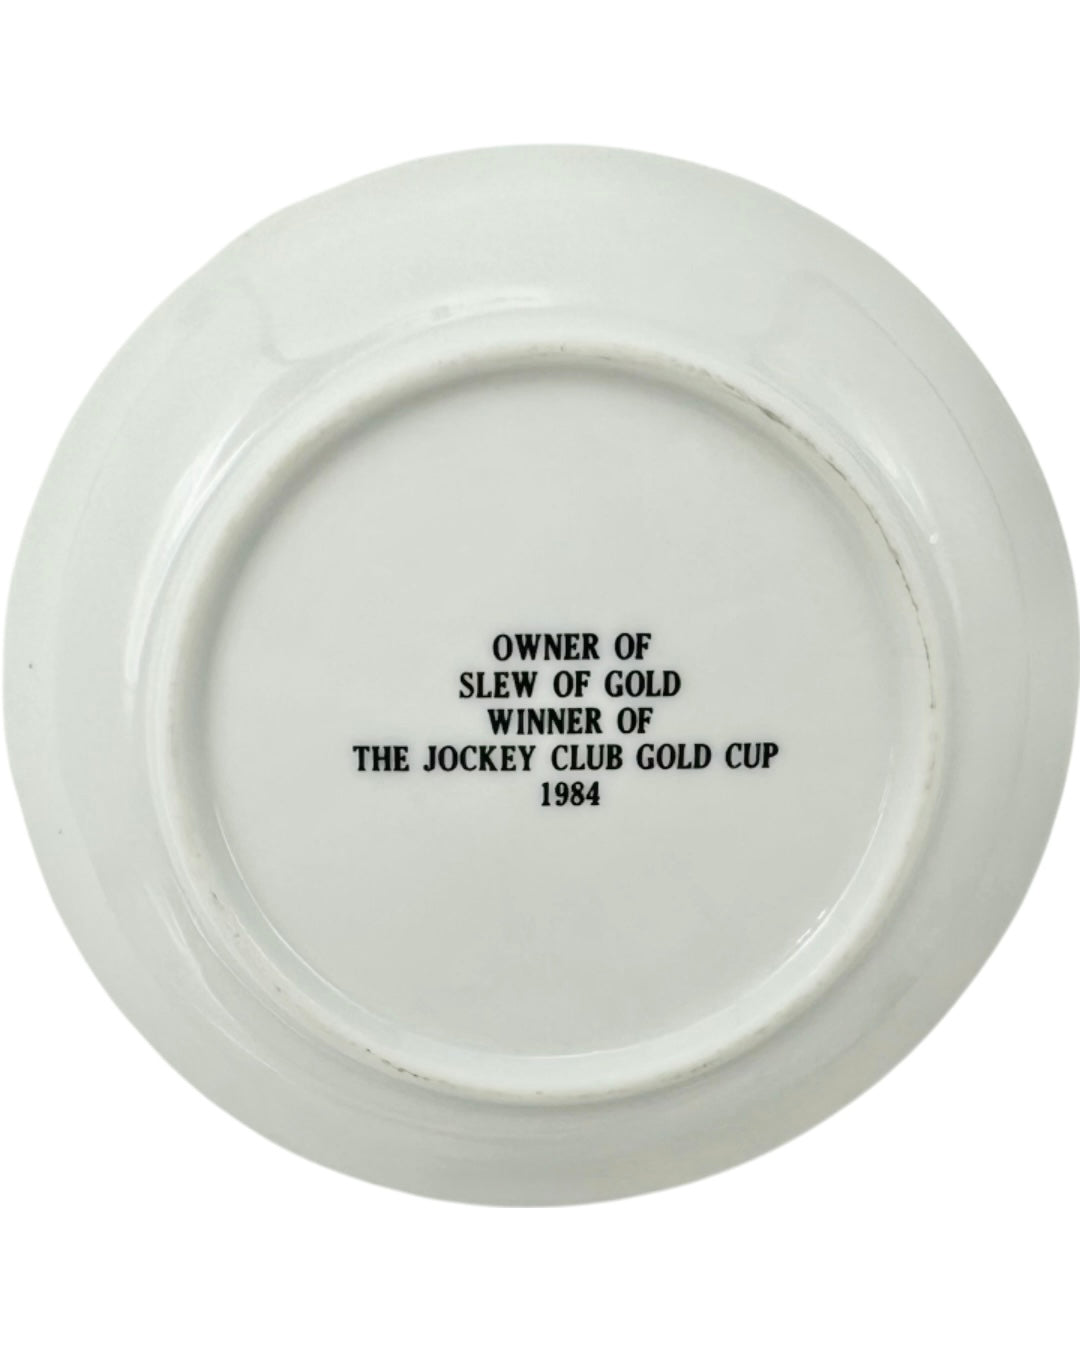 OWNER OF
SLEW OF GOLD
WINNER OF
THE JOCKEY CLUB GOLD CUP
1984